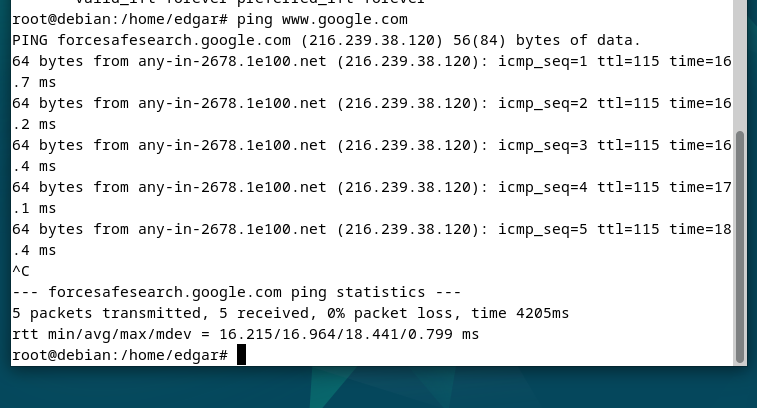 valid_lft forever preferred_lft forever
root@debian:/home/edgar# ping www.google.com
PING forcesafesearch.google.com (216.239.38.120) 56(84) bytes of data.
64 bytes from any-in-2678.1e100.net (216.239.38.120): icmp_seq=1 ttl=115 time=16
.7 ms
64 bytes from any-in-2678.1e100.net (216.239.38.120): icmp_seq=2 ttl=115 time=16
.2 ms
64 bytes from any-in-2678.1e100.net (216.239.38.120): icmp_seq=3 ttl=115 time=16
.4 ms
64 bytes from any-in-2678.1e100.net (216.239.38.120): icmp_seq=4 ttl=115 time=17
.1 ms
64 bytes from any-in-2678.1e100.net (216.239.38.120): icmp_seq=5 ttl=115 time=18
.4 ms
^C
--- forcesafesearch.google.com ping statistics ---
5 packets transmitted, 5 received, 0% packet loss, time 4205ms
rtt min/avg/max/mdev = 16.215/16.964/18.441/0.799 ms
root@debian:/home/edgar#